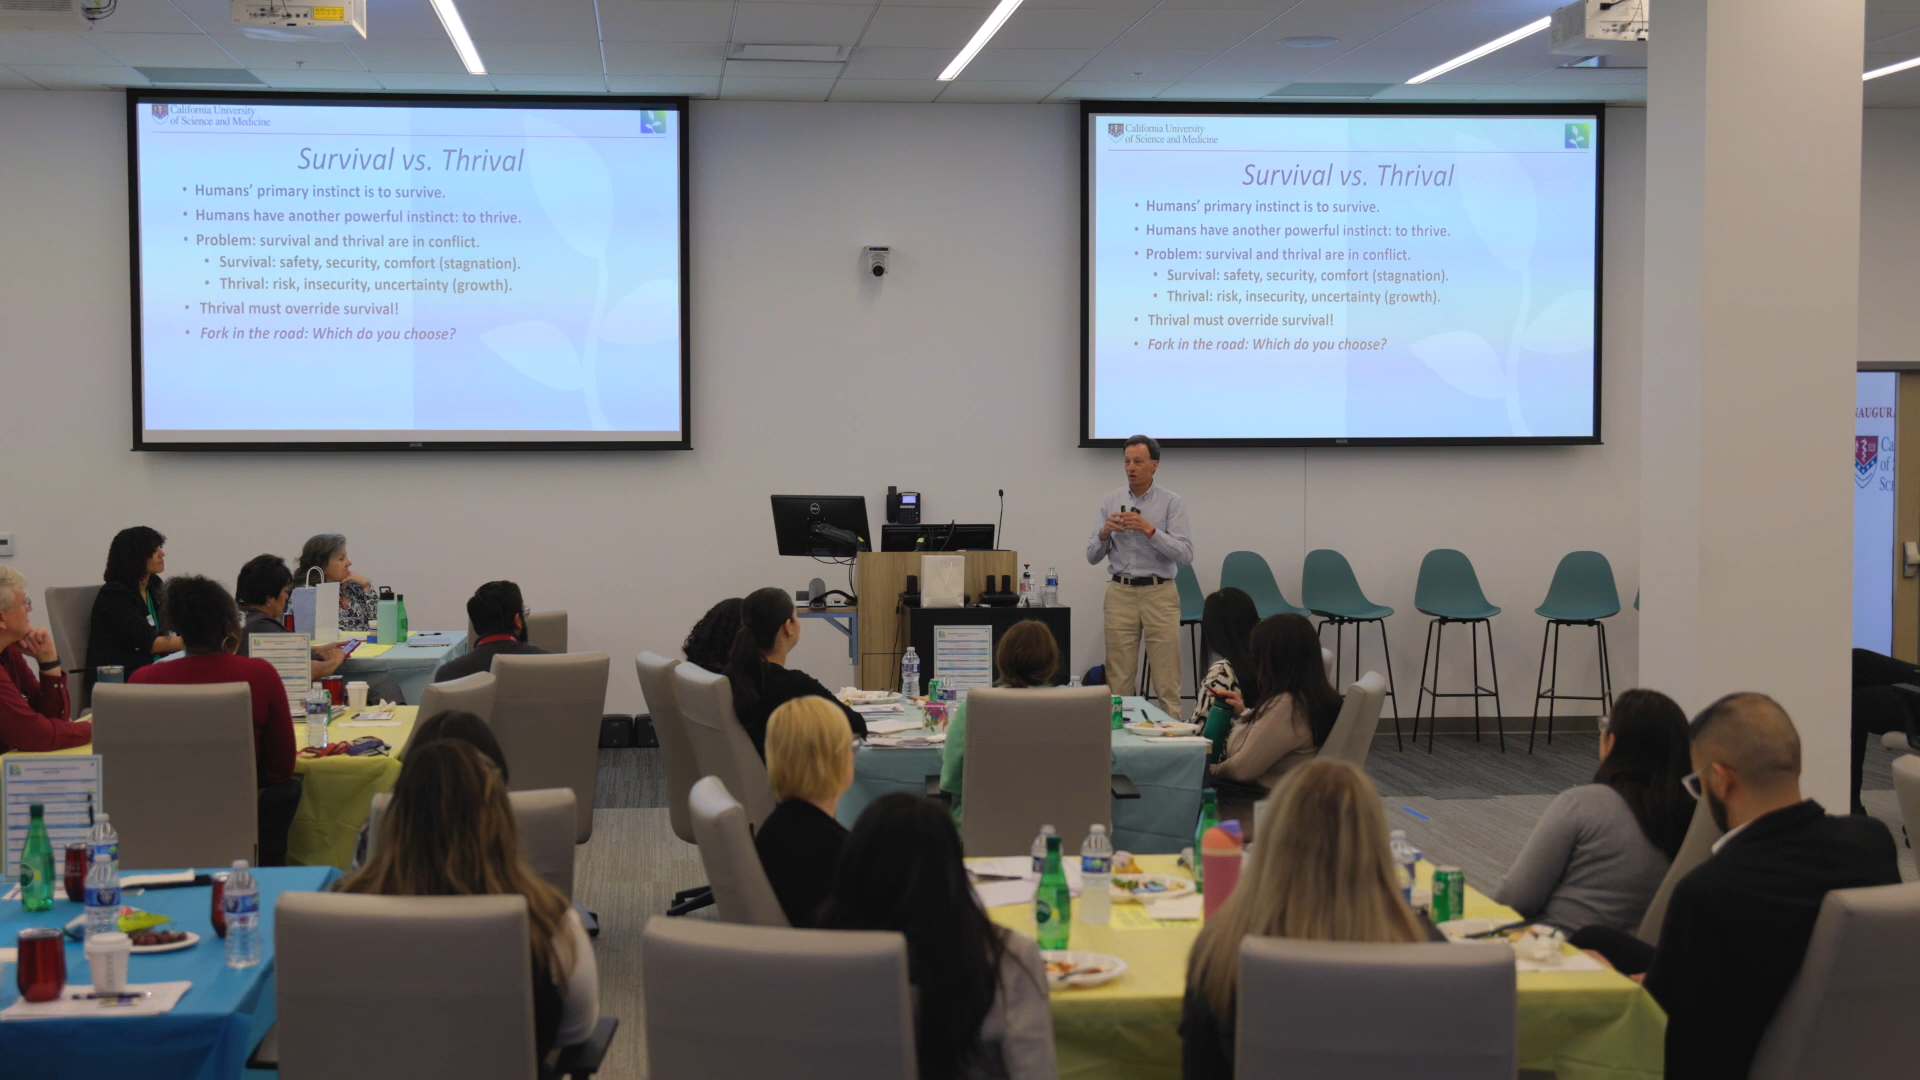 California University
of Science and Medicine
Survival vs. Thrival
• Humans' primary instinct is to survive.
• Humans have another powerful instinct: to thrive.
• Problem: survival and thrival are in conflict.
• Survival: safety, security, comfort (stagnation).
• Thrival: risk, insecurity, uncertainty (growth).
• Thrival must override survival!
• Fork in the road: Which do you choose?
California University
of Science and Medicine
Survival vs. Thrival
• Humans' primary instinct is to survive.
• Humans have another powerful instinct: to thrive.
• Problem: survival and thrival are in conflict.
• Survival: safety, security, comfort (stagnation).
• Thrival: risk, insecurity, uncertainty (growth).
• Thrival must override survival!
• Fork in the road: Which do you choose?
NAUGUR
Ca
of
Sci
DELL